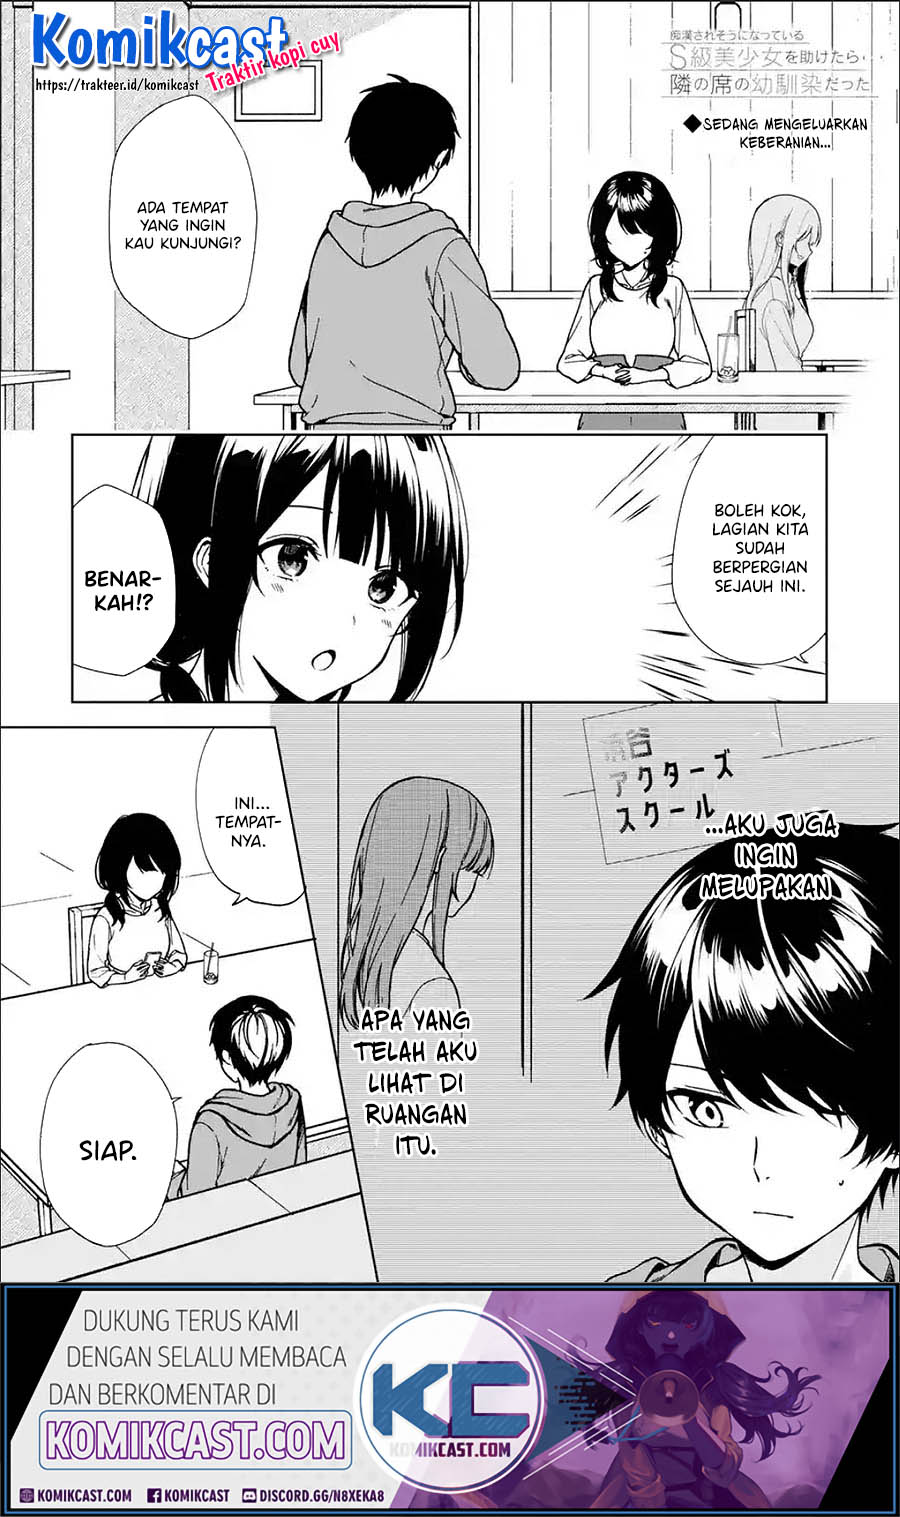 Komikcast
Traktir kopi cuy
https://trakteer.id/komikcast
痴漢されそうになっている
S級美少女を助けたら・・・
隣の席の幼馴染だった
◆SEDANG MENGELUARKAN
KEBERANIAN...
ADA TEMPAT
YANG INGIN
KAU KUNJUNGI?
BOLEH KOK,
LAGIAN KITA
SUDAH
BERPERGIAN
SEJAUH INI.
BENAR-
KAH!?
谷
アクターズ
スクール
...AKU JUGA
INGIN
MELUPAKAN
APA YANG
TELAH AKU
LIHAT DI
RUANGAN
ITU.
INI...
TEMPAT-
NYA.
SIAP.
DUKUNG TERUS KAMI
DENGAN SELALU MEMBACA
DAN BERKOMENTAR DI
KOMIKCAST.COM
KC
KOMIKCAST.COM
KOMIKCAST.COM
KOMIKCAST
DISCORD.GG/N8XEKA8